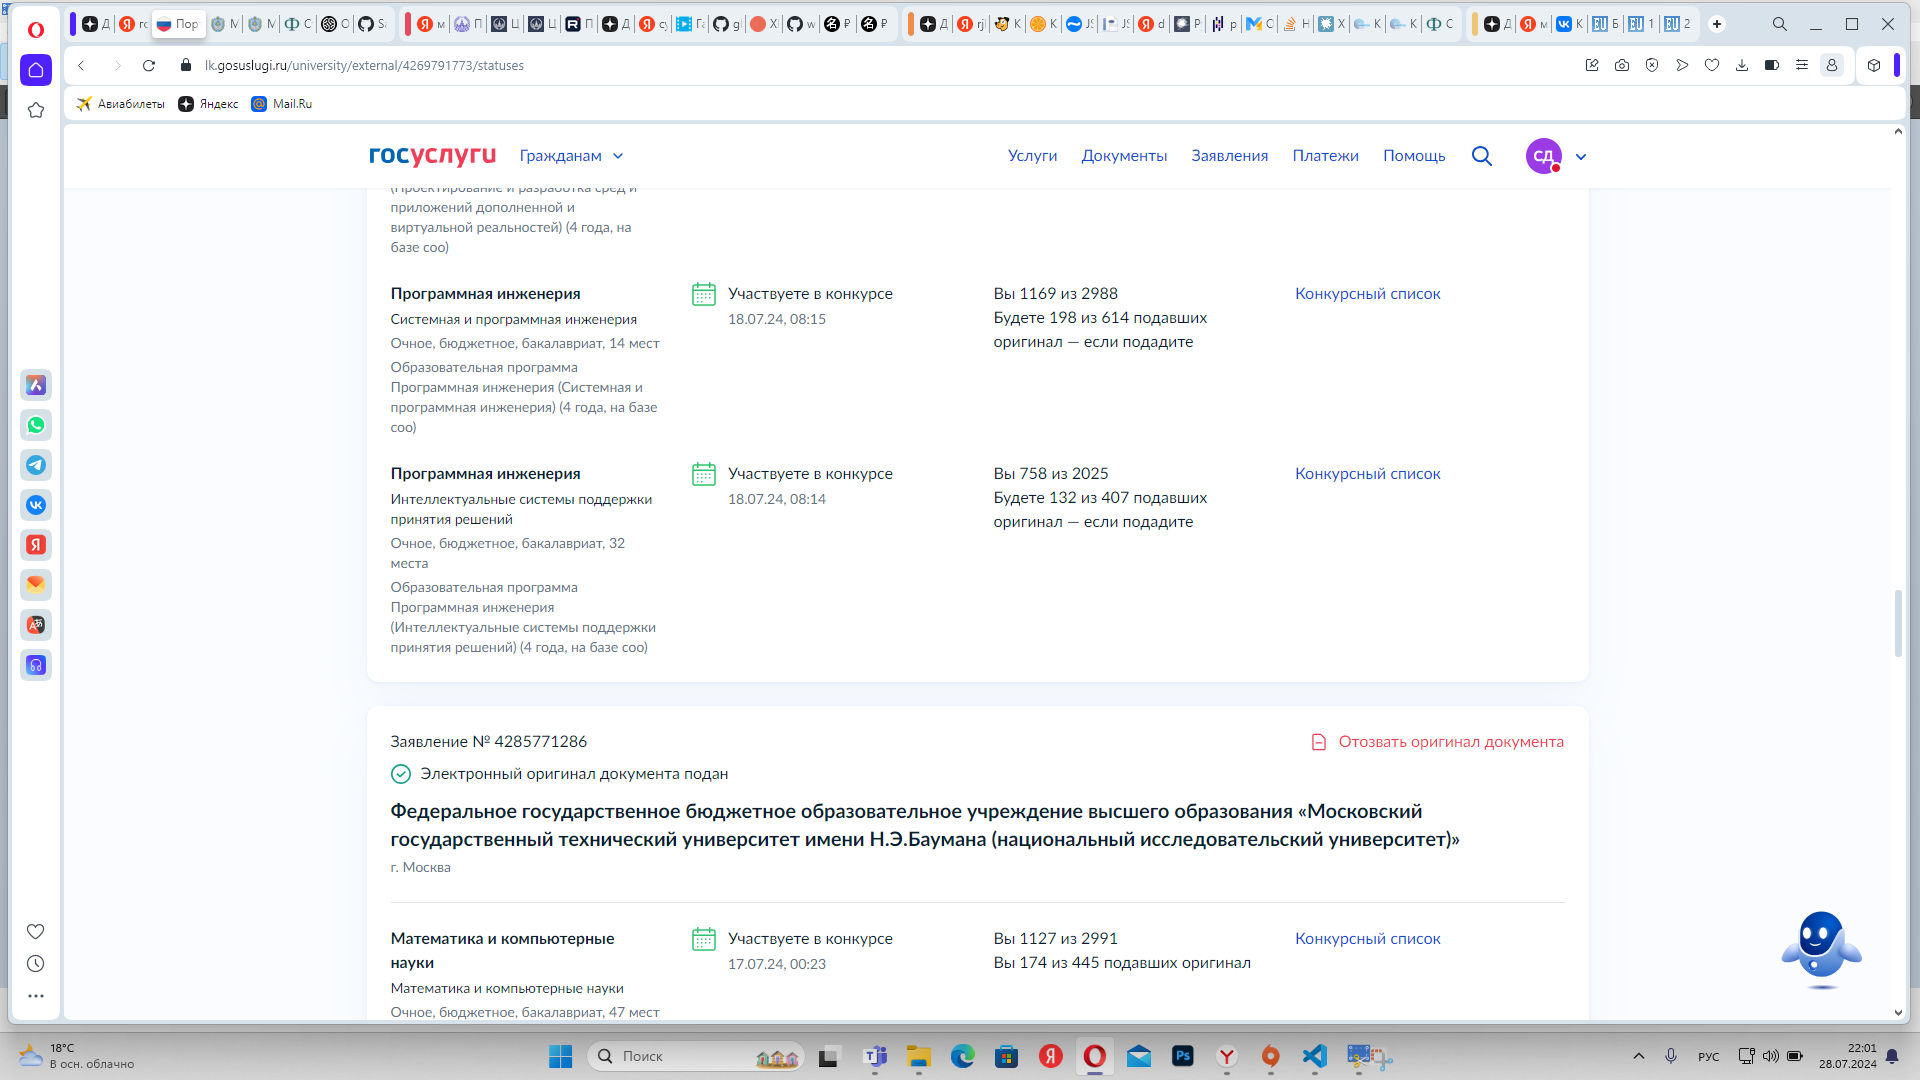 lk.gosuslugi.ru/university/external/4269791773/statuses
Авиабилеты
Яндекс
Mail.Ru
госуслуги
Гражданам
Услуги
Документы
Заявления
Платежи
Помощь
СД
(Проектирование и разработка сред и
приложений дополненной и
виртуальной реальностей) (4 года, на
базе соо)
Программная инженерия
Системная и программная инженерия
Очное, бюджетное, бакалавриат, 14 мест
Образовательная программа
Программная инженерия (Системная и
программная инженерия) (4 года, на базе
соо)
Участвуете в конкурсе
18.07.24, 08:15
Вы 1169 из 2988
Будете 198 из 614 подавших
оригинал — если подадите
Конкурсный список
Программная инженерия
Интеллектуальные системы поддержки
принятия решений
Очное, бюджетное, бакалавриат, 32
места
Образовательная программа
Программная инженерия
(Интеллектуальные системы поддержки
принятия решений) (4 года, на базе соо)
Участвуете в конкурсе
18.07.24, 08:14
Вы 758 из 2025
Будете 132 из 407 подавших
оригинал — если подадите
Конкурсный список
Заявление № 4285771286
Отозвать оригинал документа
Электронный оригинал документа подан
Федеральное государственное бюджетное образовательное учреждение высшего образования «Московский
государственный технический университет имени Н.Э.Баумана (национальный исследовательский университет)»
г. Москва
Математика и компьютерные
науки
Математика и компьютерные науки
Очное, бюджетное, бакалавриат, 47 мест
Участвуете в конкурсе
17.07.24, 00:23
Вы 1127 из 2991
Вы 174 из 445 подавших оригинал
Конкурсный список
18°C
В осн. облачно
Поиск
РУС
22:01
28.07.2024